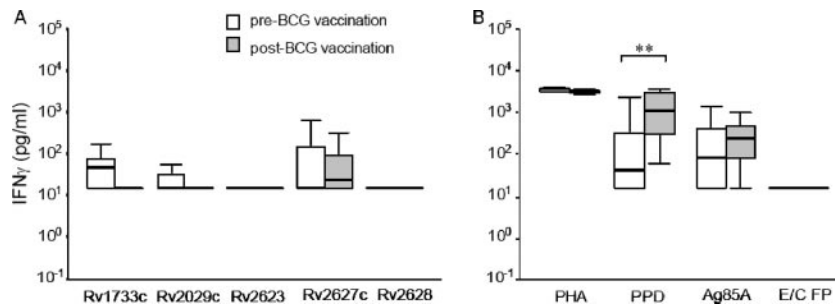 A
pre-BCG vaccination
post-BCG vaccination
IFNγ (pg/ml)
10⁵
10⁴
10³
10²
10¹
10⁰
10⁻¹
Rv1733c Rv2029c Rv2623 Rv2627c Rv2628
B
**
10⁵
10⁴
10³
10²
10¹
10⁰
10⁻¹
PHA PPD Ag85A E/C FP